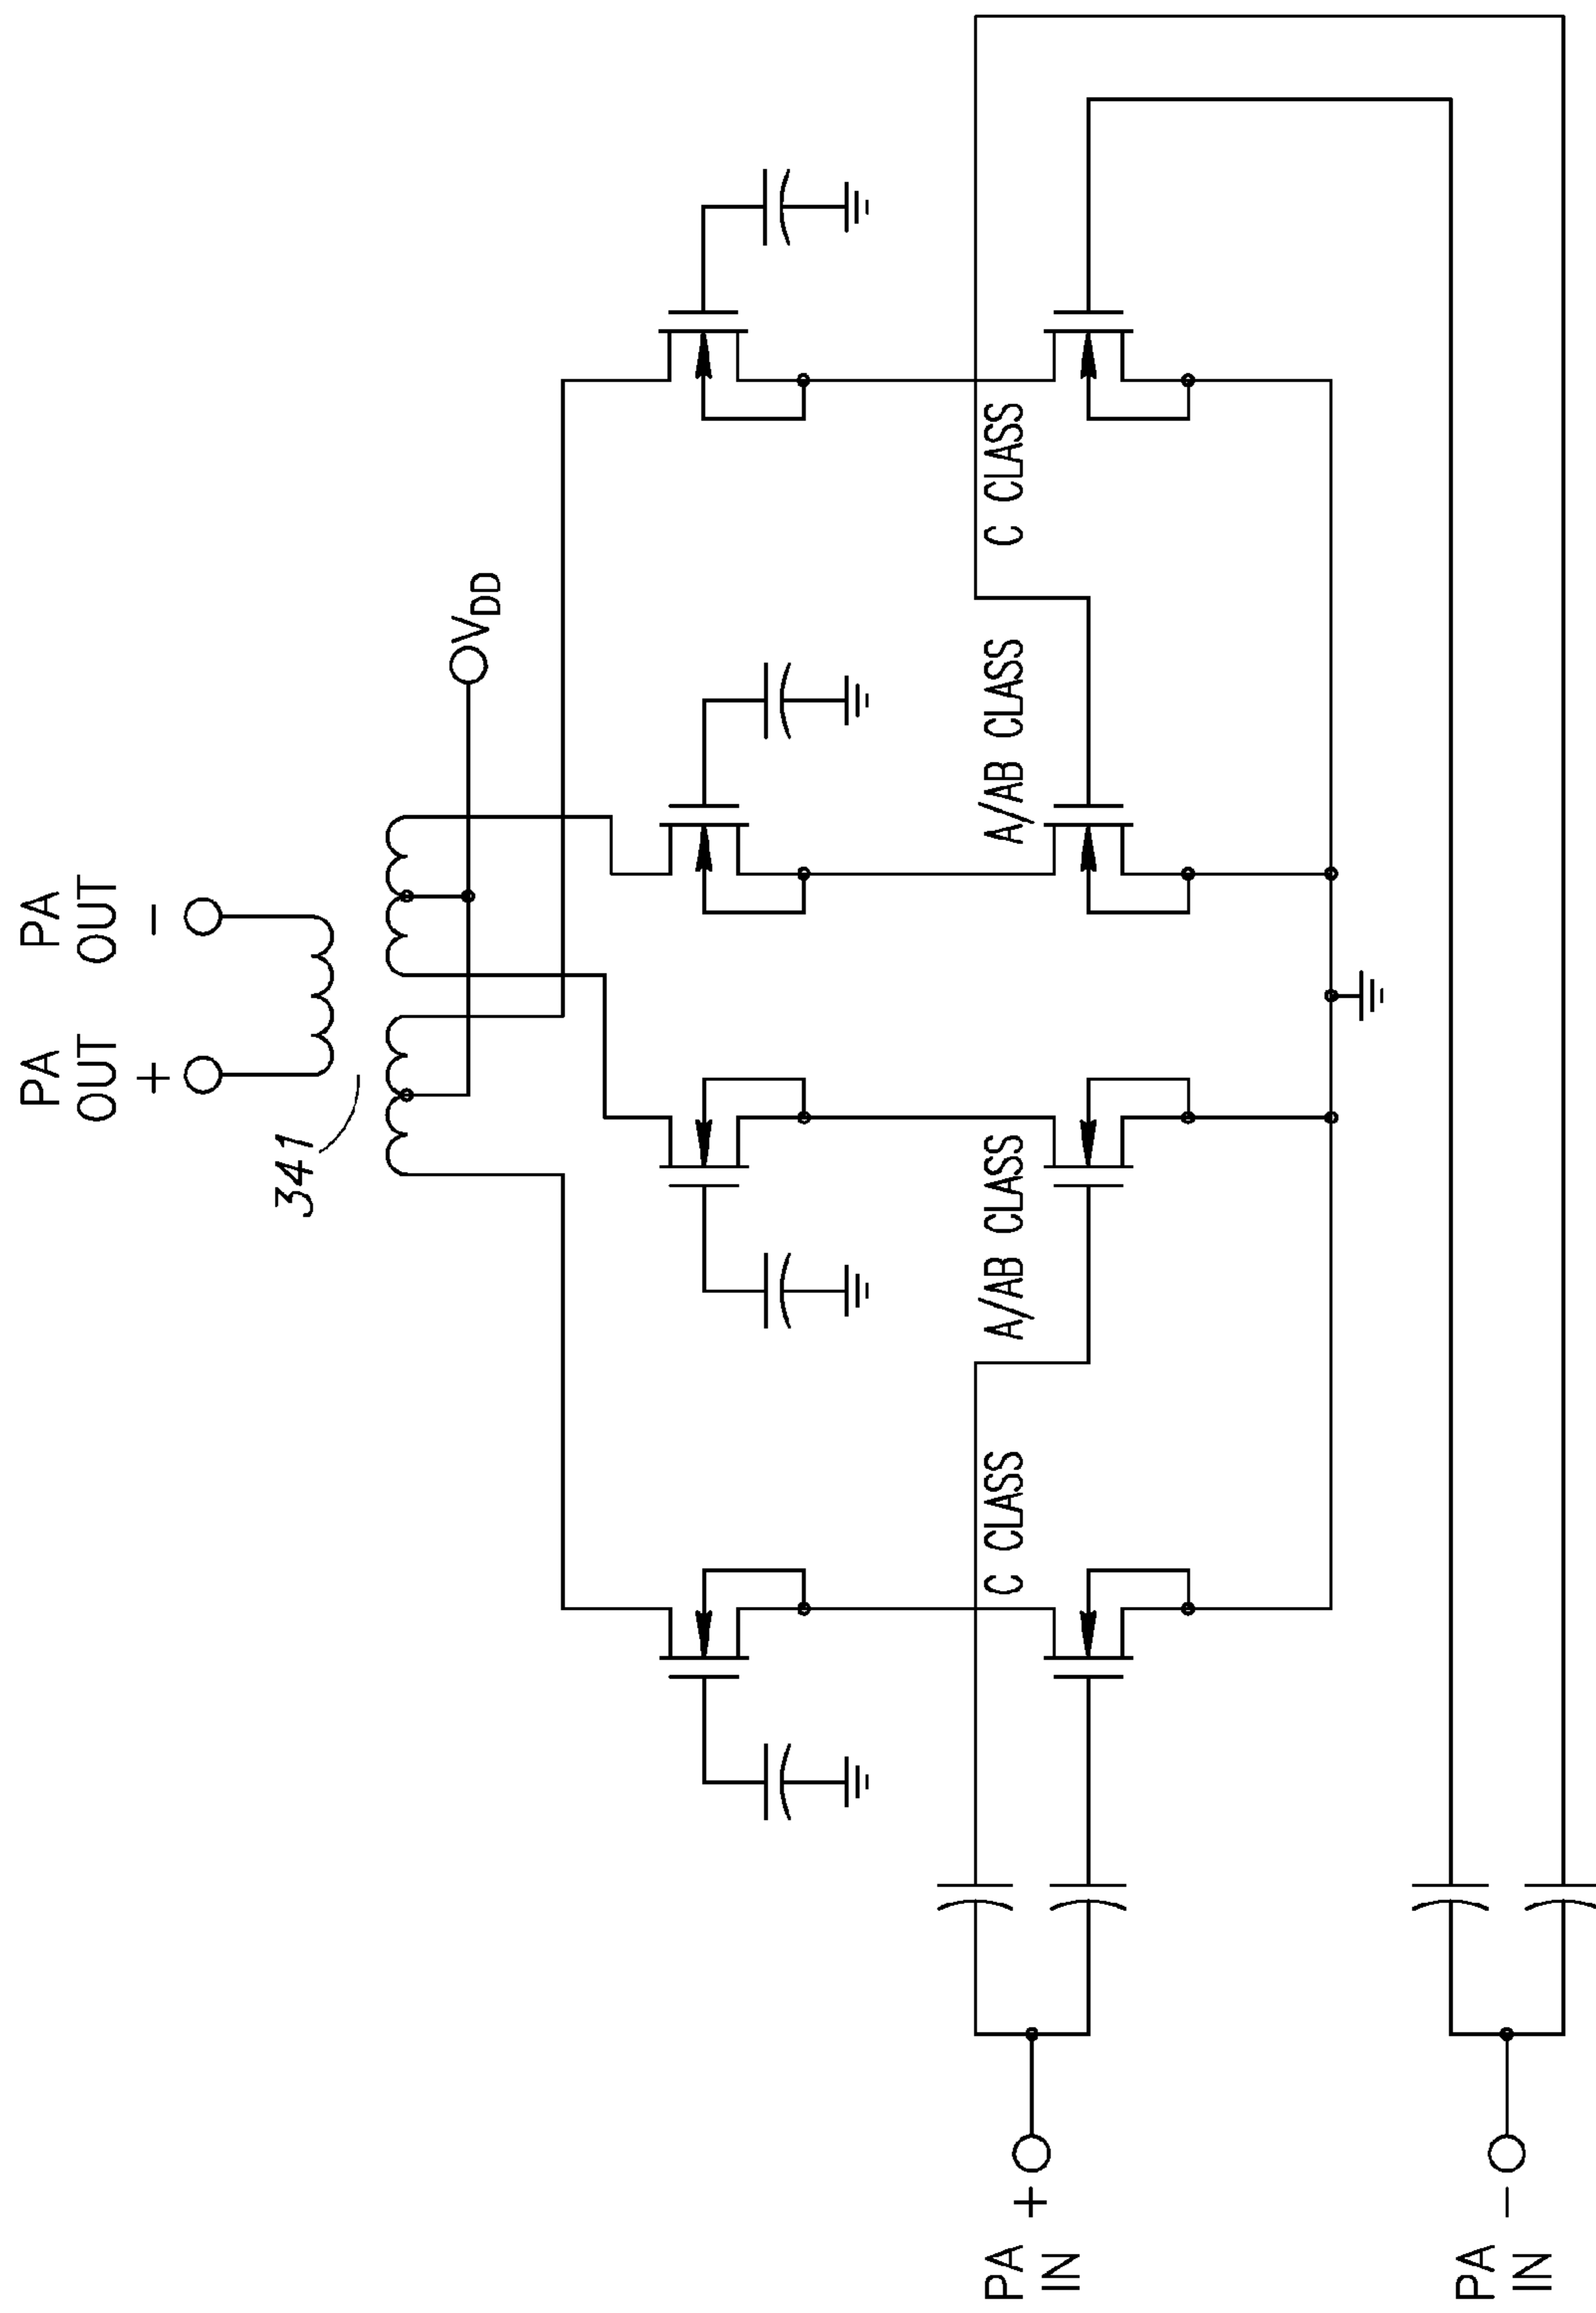 PA
OUT
+
PA
OUT
−
341
VDD
C CLASS
A/AB CLASS
A/AB CLASS
C CLASS
PA
IN
+
PA
IN
−